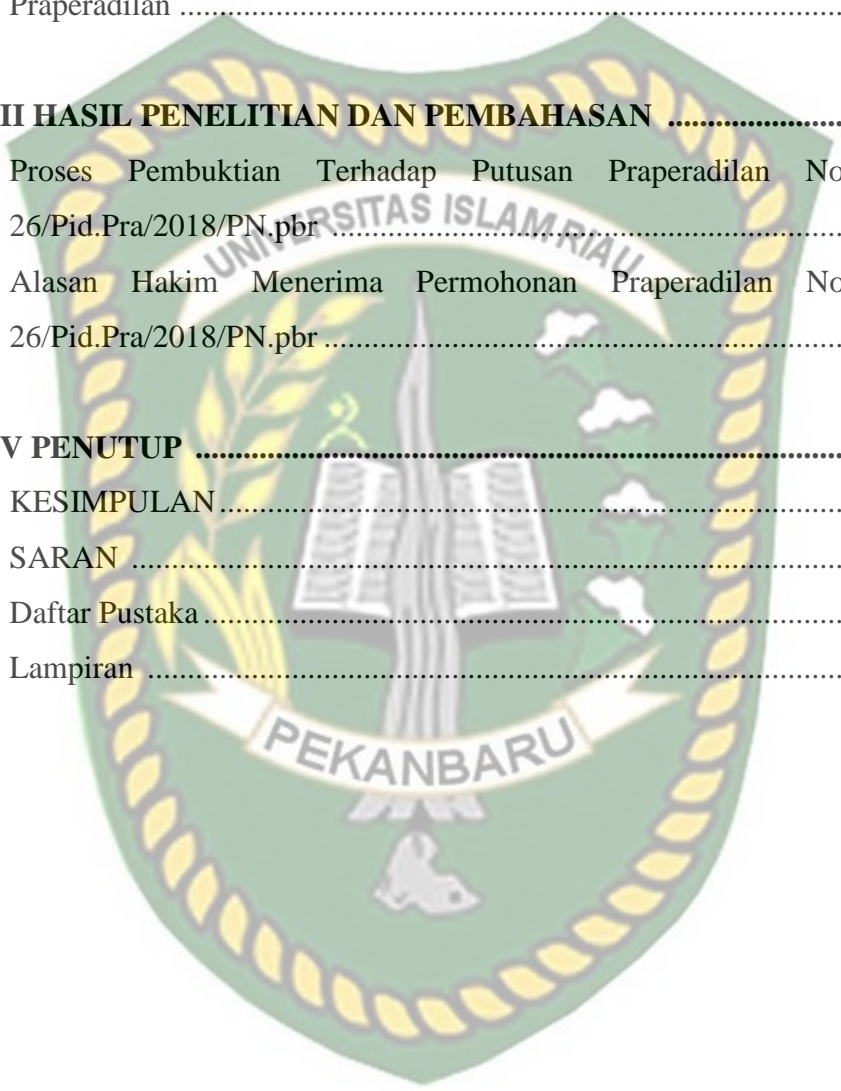 Praperadilan ..........................................................................................
II HASIL PENELITIAN DAN PEMBAHASAN ......................
Proses Pembuktian Terhadap Putusan Praperadilan No
26/Pid.Pra/2018/PN.pbr ..................................................................
Alasan Hakim Menerima Permohonan Praperadilan No
26/Pid.Pra/2018/PN.pbr ..................................................................
V PENUTUP ..................................................................................
KESIMPULAN ...............................................................................
SARAN ..........................................................................................
Daftar Pustaka .................................................................................
Lampiran ........................................................................................
UNIVERSITAS ISLAM RIAU
PEKANBARU